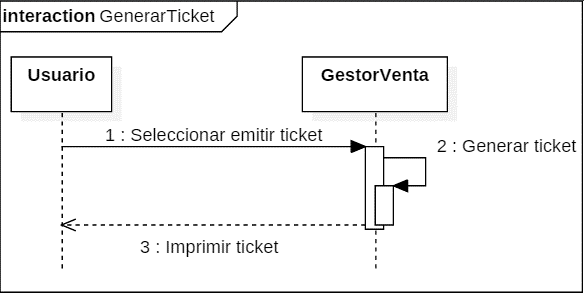 interaction GenerarTicket
Usuario
GestorVenta
1 : Seleccionar emitir ticket
2 : Generar ticket
3 : Imprimir ticket